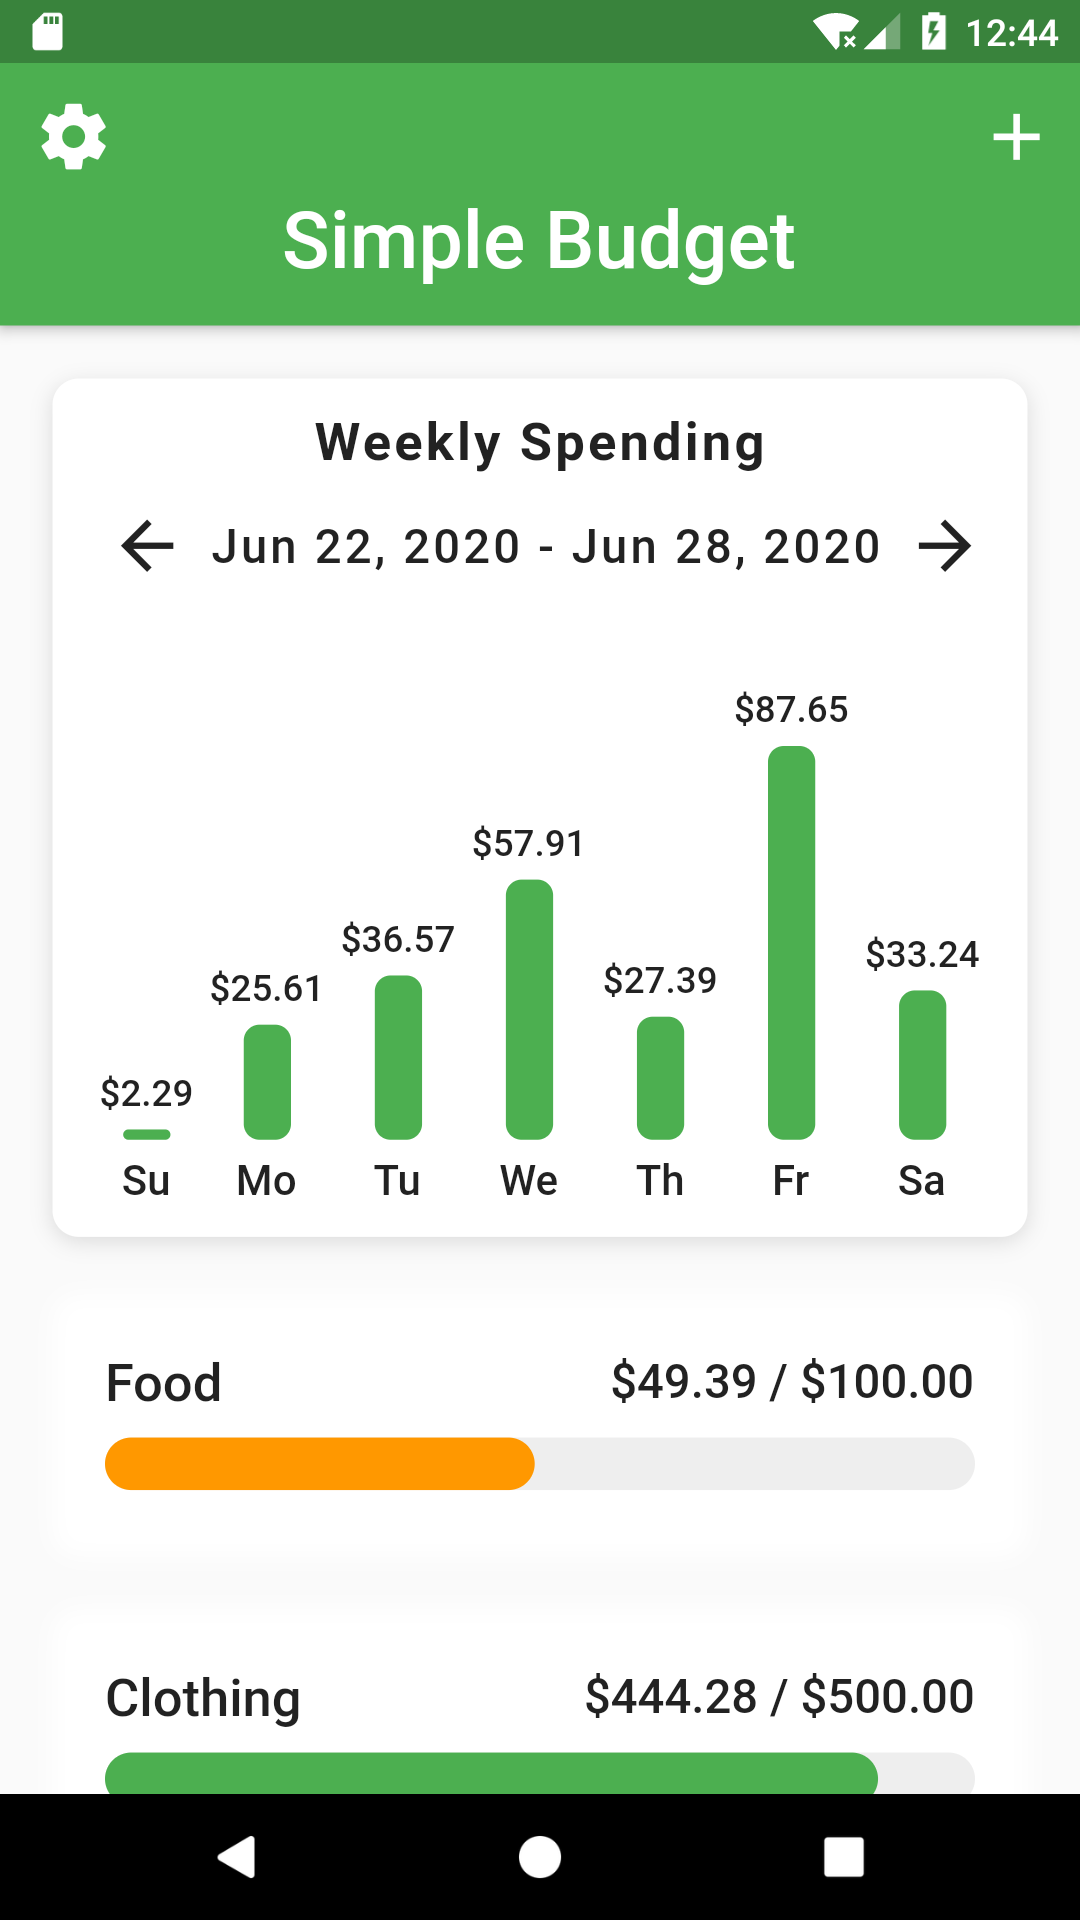 12:44
Simple Budget
Weekly Spending
Jun 22, 2020 - Jun 28, 2020
$2.29 $25.61 $36.57 $57.91 $27.39 $87.65 $33.24
Su Mo Tu We Th Fr Sa
Food $49.39 / $100.00
Clothing $444.28 / $500.00